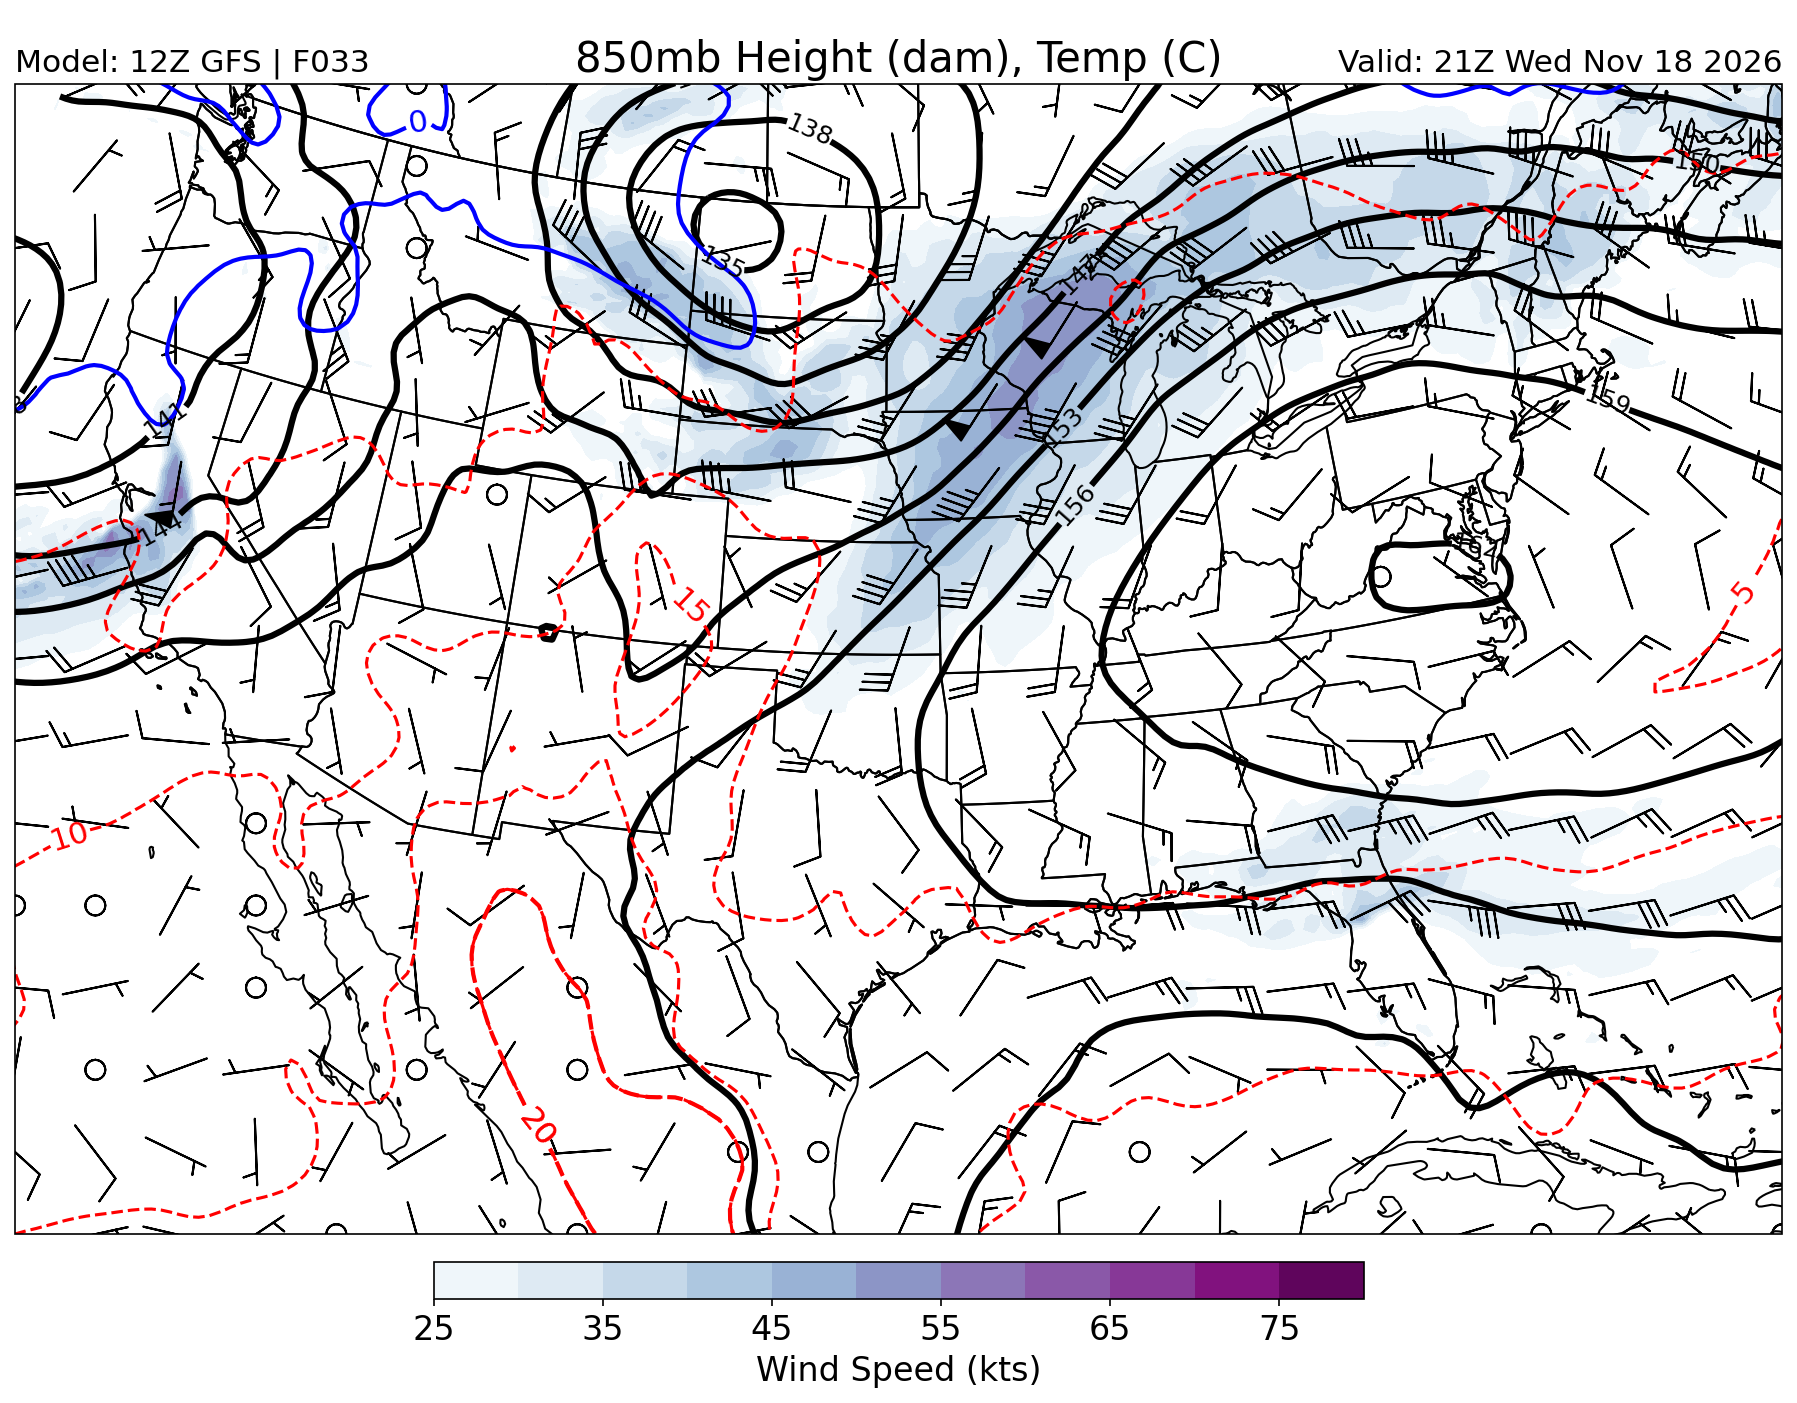 850mb Height (dam), Temp (C)
Model: 12Z GFS | F033
Valid: 21Z Wed Nov 18 2026
0
138
150
135
147
141
159
153
156
144
15
5
10
20
25 35 45 55 65 75
Wind Speed (kts)